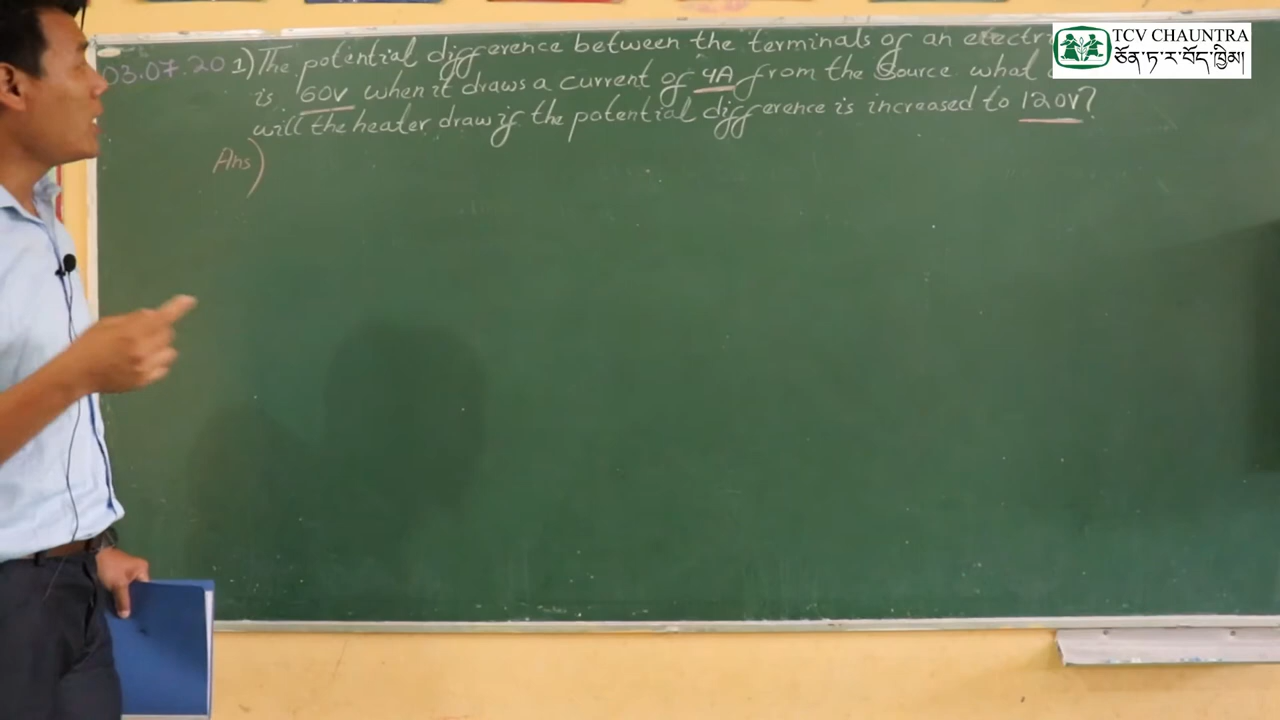 TCV CHAUNTRA
ཅོན་ཏ་ར་བོད་ཁྱིམ།
03.07.20
1) The potential difference between the terminals of an electri
is 60V when it draws a current of 4A from the source what
will the heater draw if the potential difference is increased to 120V?
Ans)